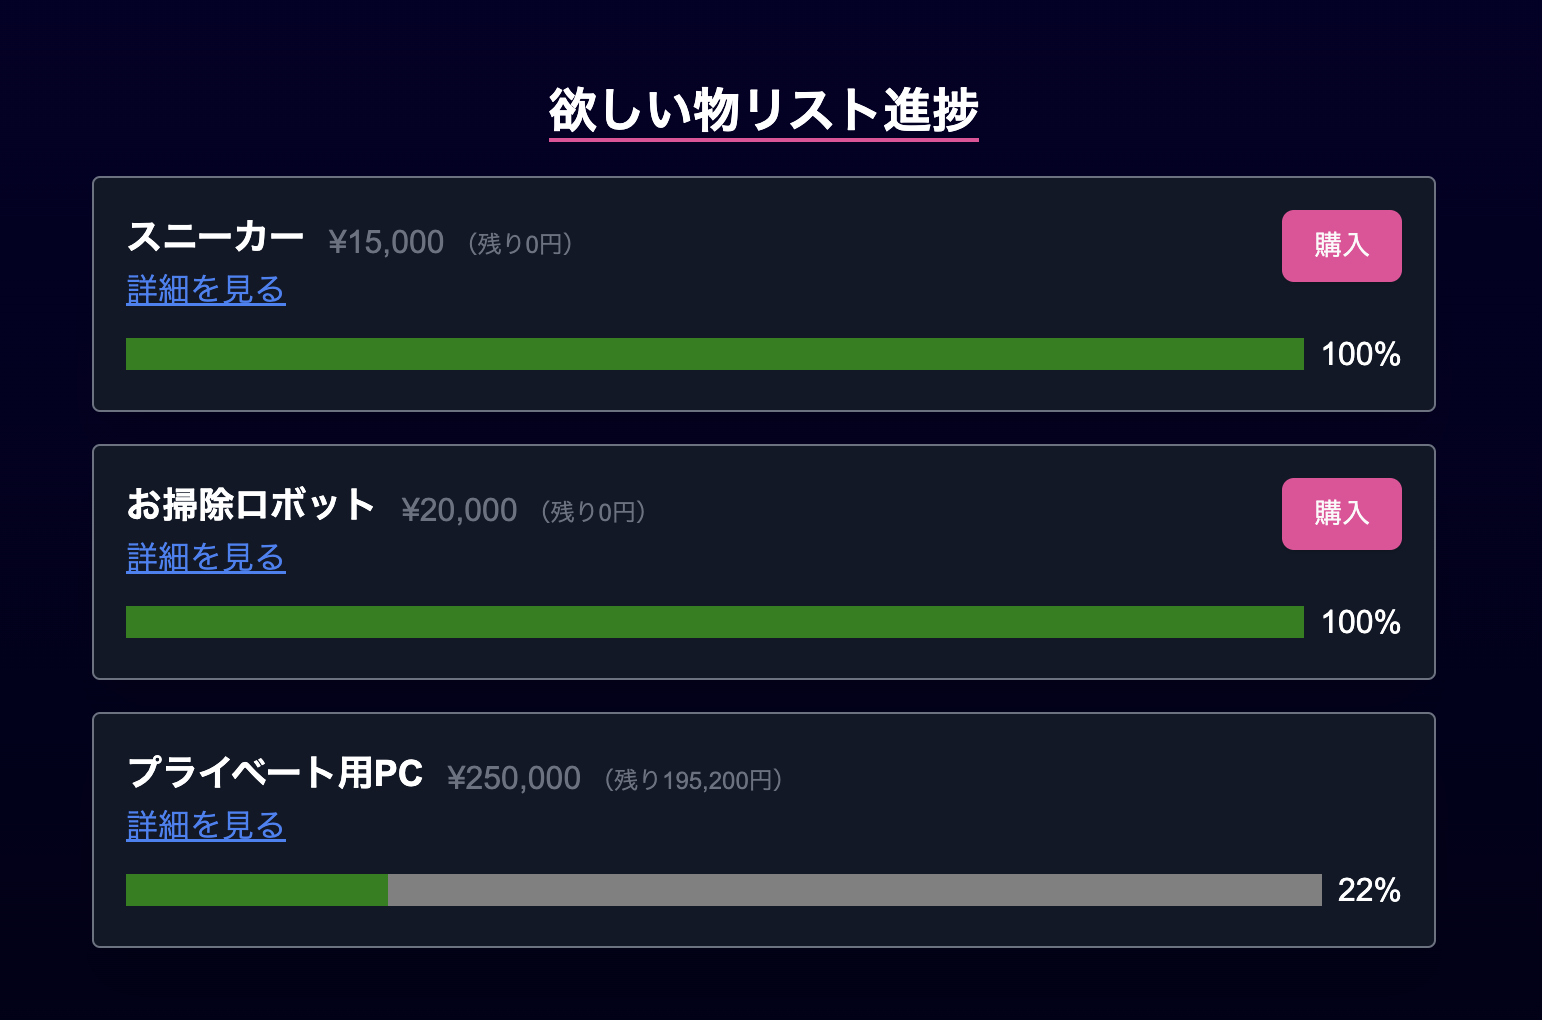 欲しい物リスト進捗
スニーカー ¥15,000 （残り0円） 購入
詳細を見る
100%
お掃除ロボット ¥20,000 （残り0円） 購入
詳細を見る
100%
プライベート用PC ¥250,000 （残り195,200円）
詳細を見る
22%